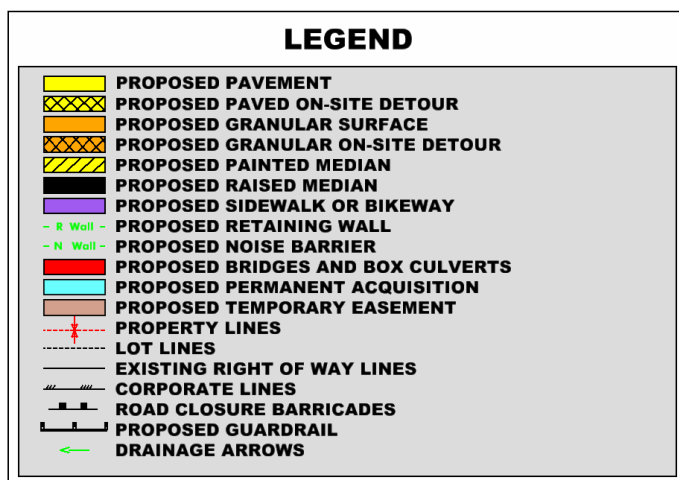 LEGEND
PROPOSED PAVEMENT
PROPOSED PAVED ON-SITE DETOUR
PROPOSED GRANULAR SURFACE
PROPOSED GRANULAR ON-SITE DETOUR
PROPOSED PAINTED MEDIAN
PROPOSED RAISED MEDIAN
PROPOSED SIDEWALK OR BIKEWAY
R Wall PROPOSED RETAINING WALL
N Wall PROPOSED NOISE BARRIER
PROPOSED BRIDGES AND BOX CULVERTS
PROPOSED PERMANENT ACQUISITION
PROPOSED TEMPORARY EASEMENT
PROPERTY LINES
LOT LINES
EXISTING RIGHT OF WAY LINES
CORPORATE LINES
ROAD CLOSURE BARRICADES
PROPOSED GUARDRAIL
DRAINAGE ARROWS